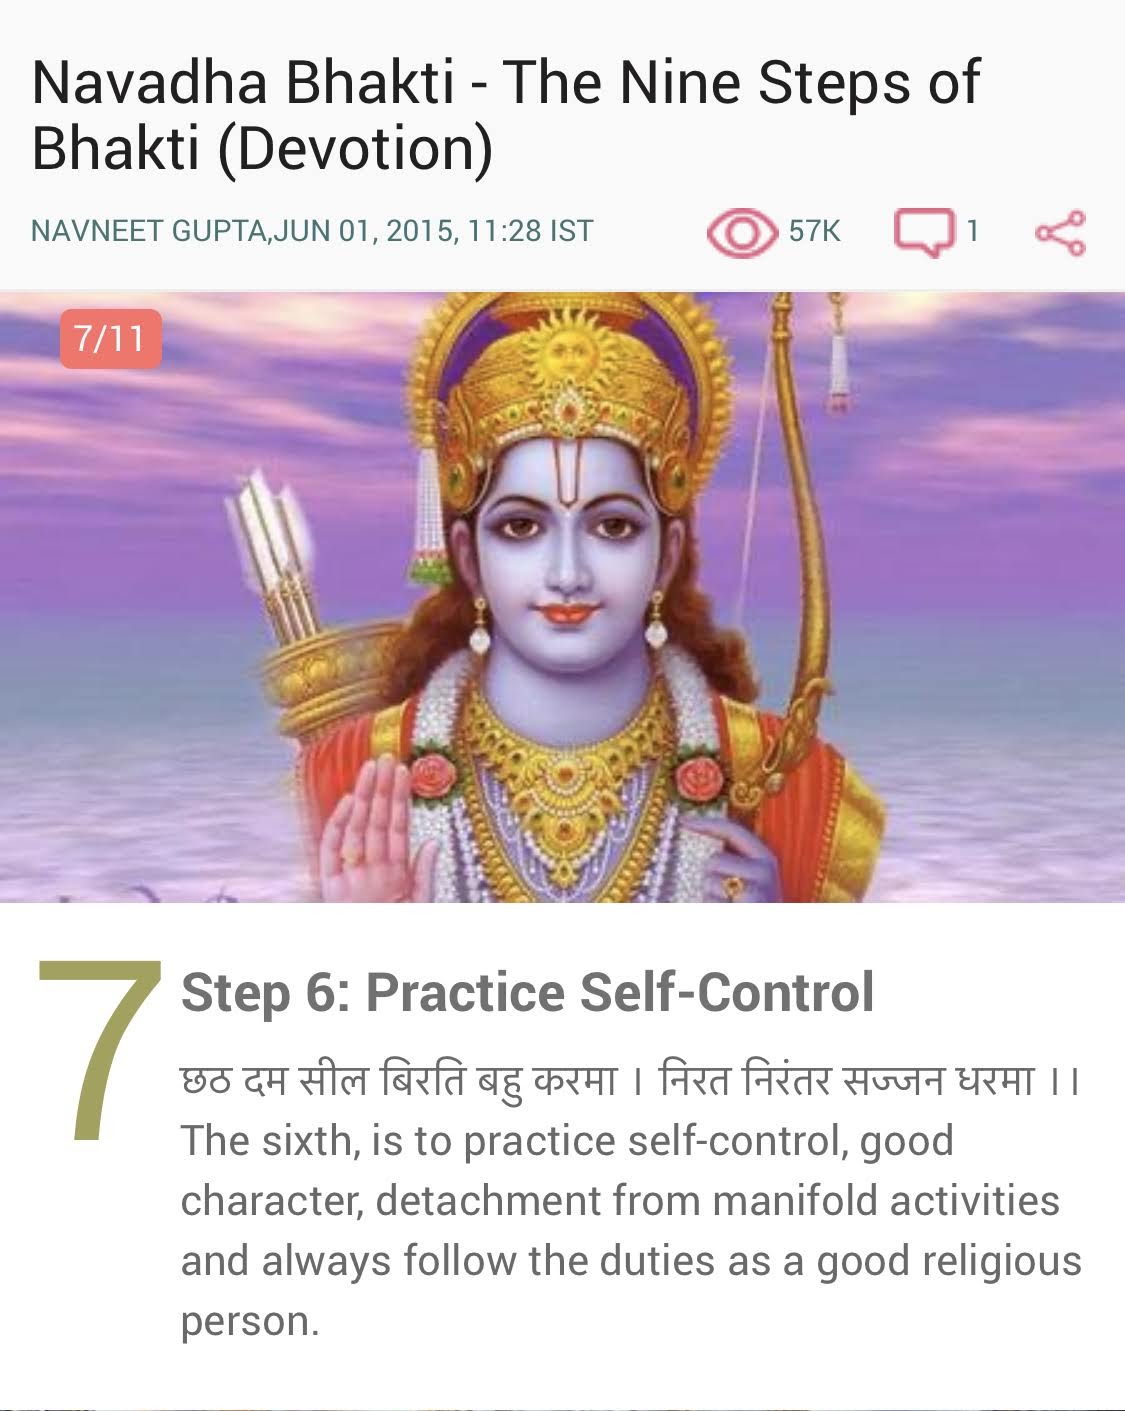 Navadha Bhakti - The Nine Steps of
Bhakti (Devotion)
NAVNEET GUPTA,JUN 01, 2015, 11:28 IST 57K 1
7/11
7
Step 6: Practice Self-Control
छठ दम सील बिरति बहु करमा । निरत निरंतर सज्जन धरमा ।।
The sixth, is to practice self-control, good
character, detachment from manifold activities
and always follow the duties as a good religious
person.